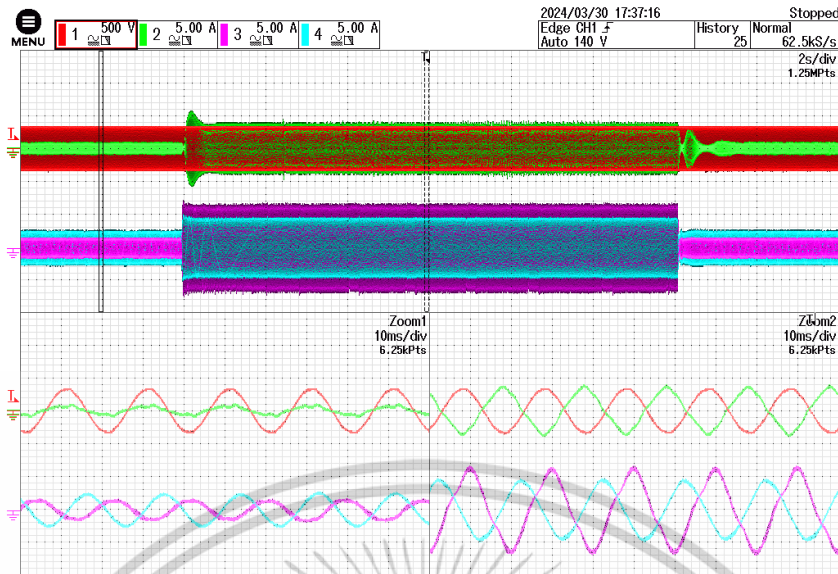 2024/03/30 17:37:16 Stopped
MENU
1 500 V 2 5.00 A 3 5.00 A 4 5.00 A
Edge CH1 History Normal
Auto 140 V 25 62.5kS/s
2s/div
1.25MPts
Zoom1 Zoom2
10ms/div 10ms/div
6.25kPts 6.25kPts